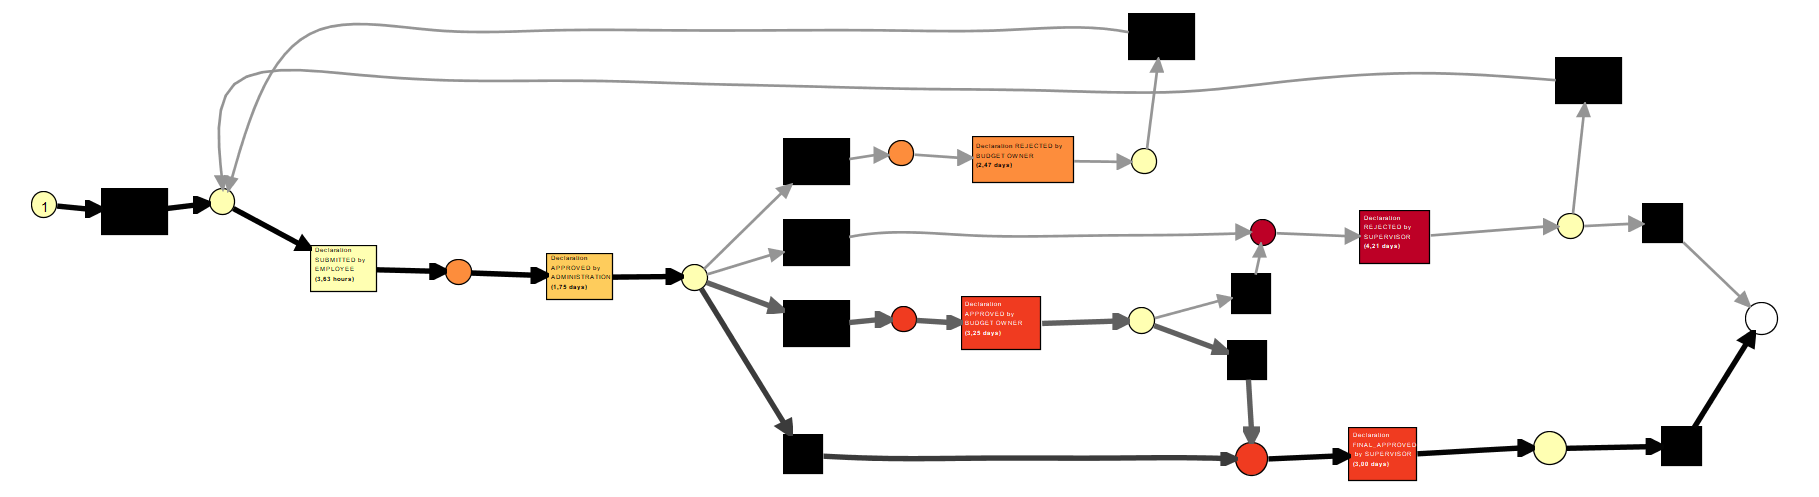 1
Declaration
SUBMITTED by
EMPLOYEE
(3,63 hours)
Declaration
APPROVED by
ADMINISTRATION
(1,75 days)
Declaration REJECTED by
BUDGET OWNER
(2,47 days)
Declaration
REJECTED by
SUPERVISOR
(4,21 days)
Declaration
APPROVED by
BUDGET OWNER
(3,25 days)
Declaration
FINAL_APPROVED
by SUPERVISOR
(3,00 days)